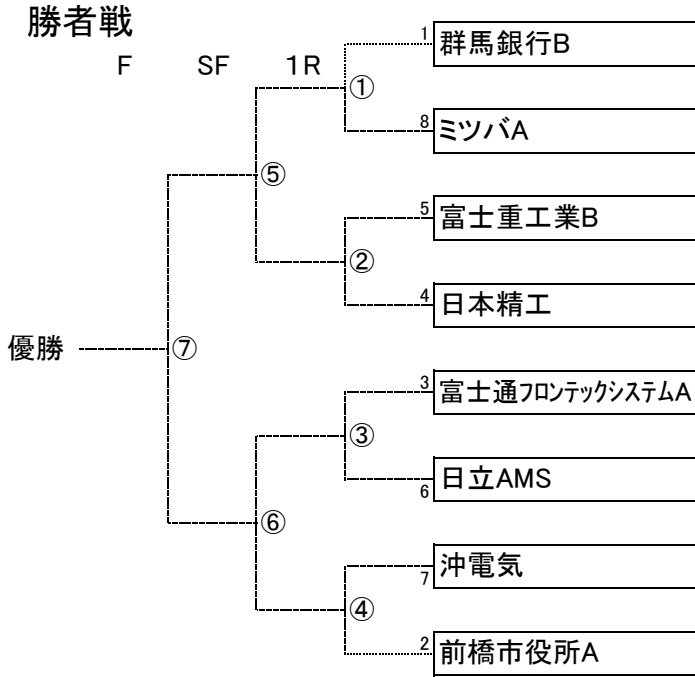 勝者戦
F SF 1R
1 群馬銀行B
①
8 ミツバA
⑤
5 富士重工業B
②
4 日本精工
優勝 ⑦
3 富士通フロンテックシステムA
③
6 日立AMS
⑥
7 沖電気
④
2 前橋市役所A